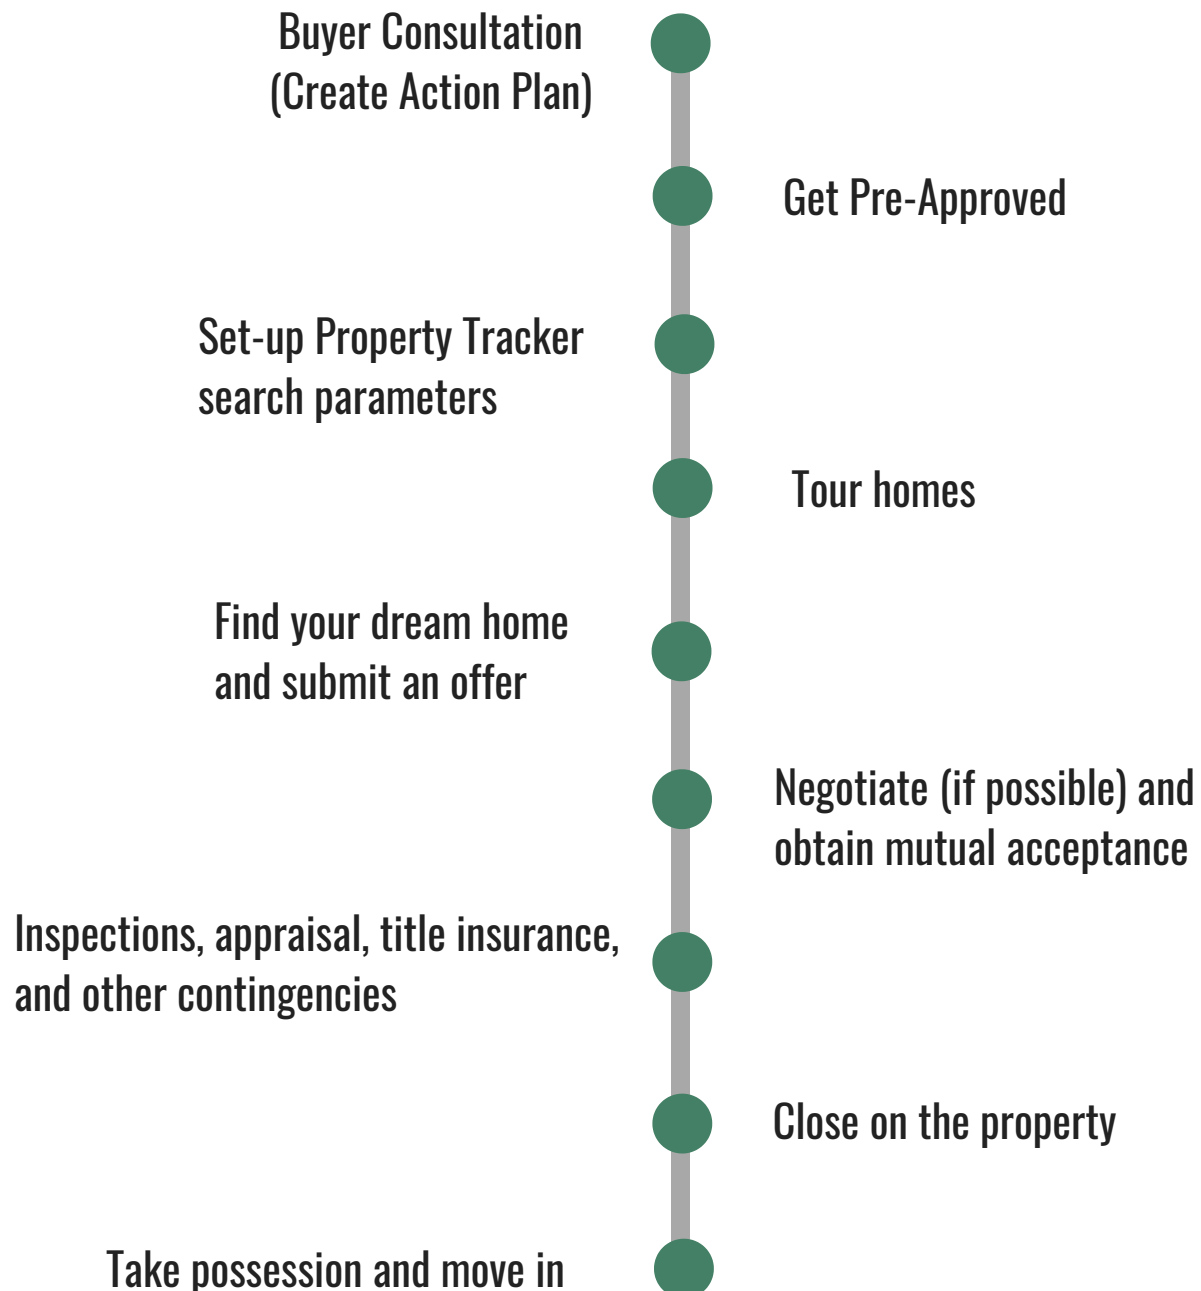 Buyer Consultation
(Create Action Plan)
Get Pre-Approved
Set-up Property Tracker
search parameters
Tour homes
Find your dream home
and submit an offer
Negotiate (if possible) and
obtain mutual acceptance
Inspections, appraisal, title insurance,
and other contingencies
Close on the property
Take possession and move in